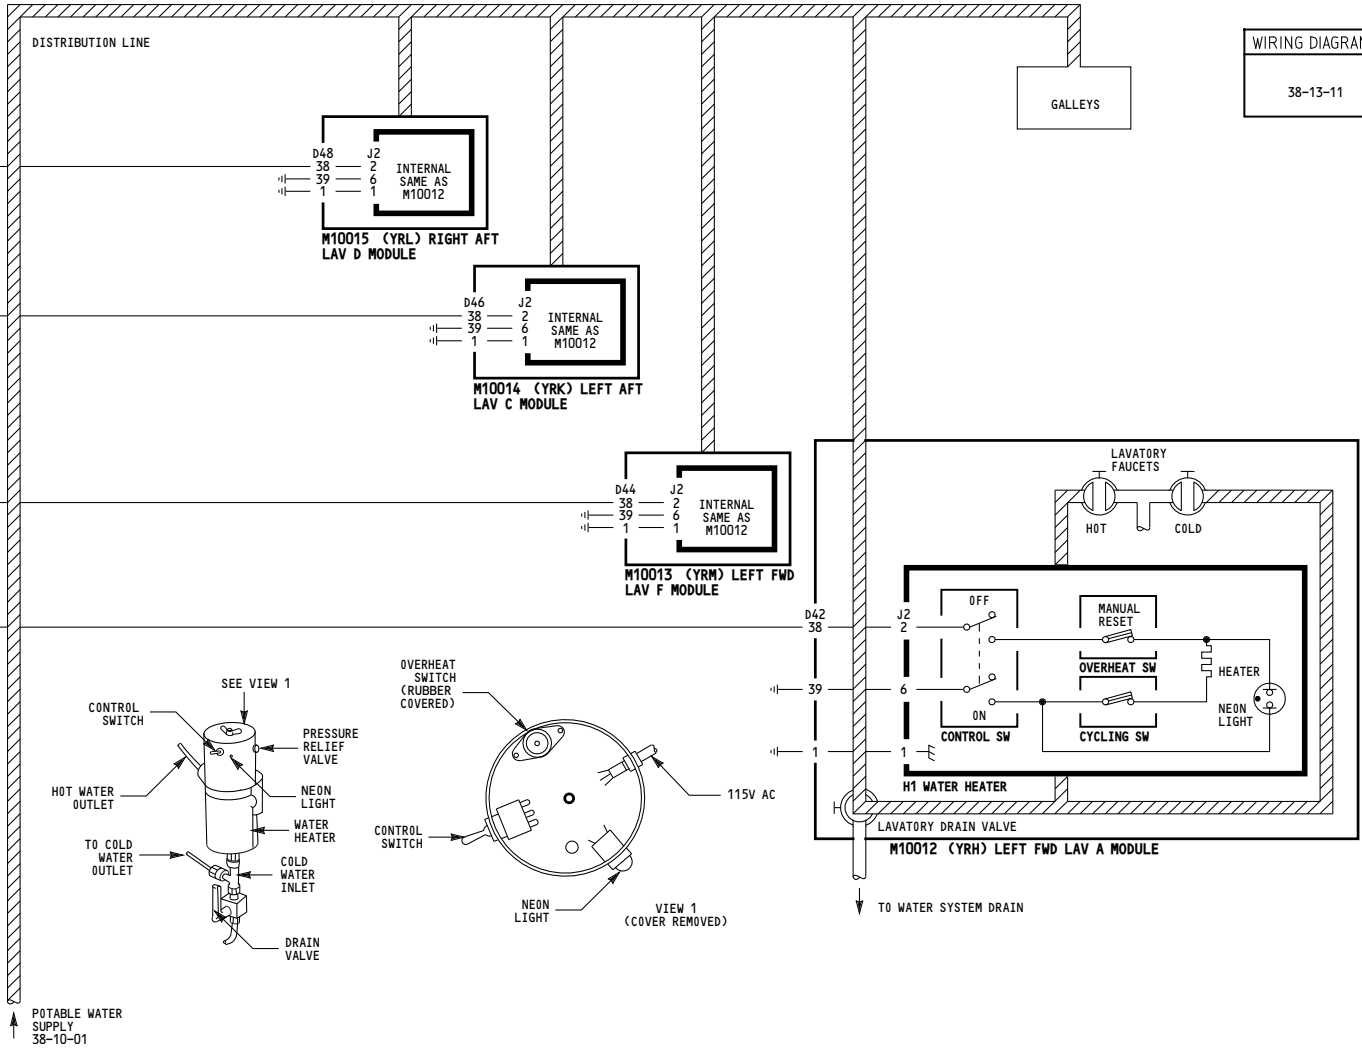 DISTRIBUTION LINE
WIRING DIAGRAM
38-13-11
GALLEYS
D48
J2
38
2
39
6
1
1
INTERNAL
SAME AS
M10012
M10015 (YRL) RIGHT AFT
LAV D MODULE
D46
J2
38
2
39
6
1
1
INTERNAL
SAME AS
M10012
M10014 (YRK) LEFT AFT
LAV C MODULE
D44
J2
38
2
39
6
1
1
INTERNAL
SAME AS
M10012
M10013 (YRM) LEFT FWD
LAV F MODULE
LAVATORY
FAUCETS
HOT
COLD
D42
38
J2
2
39
6
1
1
OFF
ON
CONTROL SW
MANUAL
RESET
OVERHEAT SW
CYCLING SW
HEATER
NEON
LIGHT
H1 WATER HEATER
LAVATORY DRAIN VALVE
M10012 (YRH) LEFT FWD LAV A MODULE
TO WATER SYSTEM DRAIN
SEE VIEW 1
CONTROL
SWITCH
PRESSURE
RELIEF
VALVE
HOT WATER
OUTLET
NEON
LIGHT
WATER
HEATER
TO COLD
WATER
OUTLET
COLD
WATER
INLET
DRAIN
VALVE
OVERHEAT
SWITCH
(RUBBER
COVERED)
115V AC
CONTROL
SWITCH
NEON
LIGHT
VIEW 1
(COVER REMOVED)
POTABLE WATER
SUPPLY
38-10-01